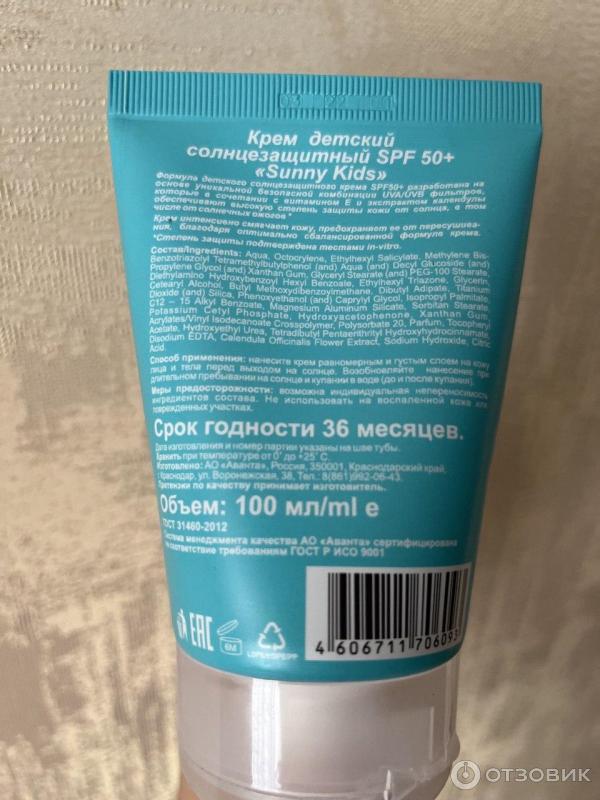 03 22
Крем детский
солнцезащитный SPF 50+
«Sunny Kids»
Формула детского солнцезащитного крема SPF50+ разработана на
основе уникальной безопасной комбинации UVA/UVB фильтров,
которые в сочетании с витамином Е и экстрактом календулы
обеспечивают высокую степень защиты кожи от солнца, в том
числе от солнечных ожогов*
Крем интенсивно смягчает кожу, предохраняет ее от пересушива-
ния, благодаря оптимально сбалансированной формуле крема.
*Степень защиты подтверждена тестами in-vitro.
Состав/Ingredients: Aqua, Octocrylene, Ethylhexyl Salicylate, Methylene Bis-
Benzotriazolyl Tetramethylbutylphenol (and) Aqua (and) Decyl Glucoside (and)
Propylene Glycol (and) Xanthan Gum, Glyceryl Stearate (and) PEG-100 Stearate,
Diethylamino Hydroxybenzoyl Hexyl Benzoate, Ethylhexyl Triazone, Glycerin,
Cetearyl Alcohol, Butyl Methoxydibenzoylmethane, Dibutyl Adipate, Titanium
Dioxide (and) Silica, Phenoxyethanol (and) Caprylyl Glycol, Isopropyl Palmitate,
C12 – 15 Alkyl Benzoate, Magnesium Aluminum Silicate, Sorbitan Stearate,
Potassium Cetyl Phosphate, Hydroxyacetophenone, Xanthan Gum,
Acrylates/Vinyl Isodecanoate Crosspolymer, Polysorbate 20, Parfum, Tocopheryl
Acetate, Hydroxyethyl Urea, Tetradibutyl Pentaerithrityl Hydroxyhydrocinnamate,
Disodium EDTA, Calendula Officinalis Flower Extract, Sodium Hydroxide, Citric
Acid.
Способ применения: нанесите крем равномерным и густым слоем на кожу
лица и тела перед выходом на солнце. Возобновляйте нанесение при
длительном пребывании на солнце и купании в воде (до и после купания).
Меры предосторожности: возможна индивидуальная непереносимость
ингредиентов состава. Не использовать на воспаленной коже или
поврежденных участках.
Срок годности 36 месяцев.
Дата изготовления и номер партии указаны на шве тубы.
Хранить при температуре от 0˚ до +25˚ С.
Изготовлено: АО «Аванта», Россия, 350001, Краснодарский край,
г. Краснодар, ул. Воронежская, 38, Тел.: 8(861)992-06-43.
Претензии по качеству принимает изготовитель.
Объем: 100 мл/ml e
ГОСТ 31460-2012
Система менеджмента качества АО «Аванта» сертифицирована
на соответствие требованиям ГОСТ Р ИСО 9001
ЕАС
6M
4 606711 706093
ОТЗОВИК